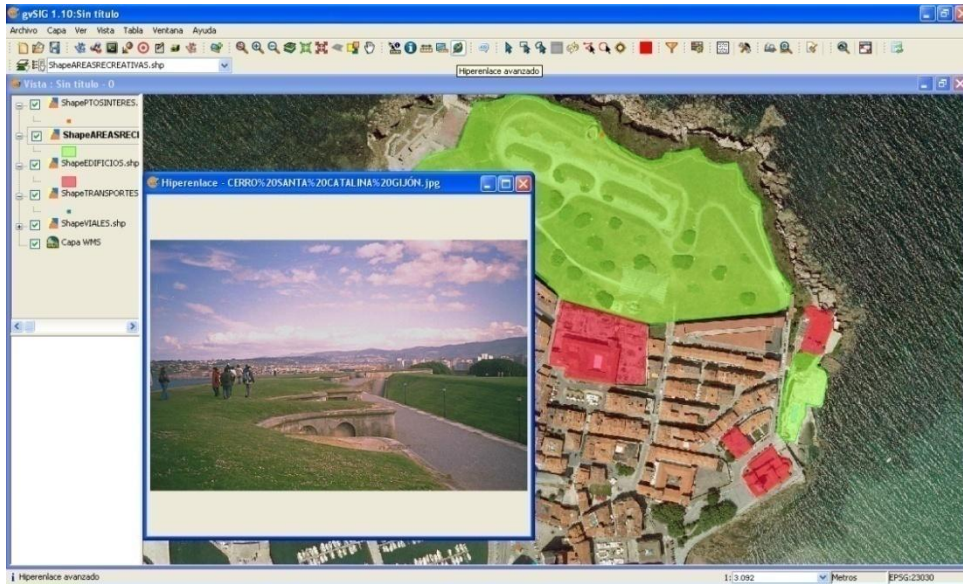 gvSIG 1.10:Sin título
Archivo Capa Ver Vista Tabla Ventana Ayuda
ShapeAREASRECREATIVAS.shp
Hiperenlace avanzado
Vista : Sin título - 0
ShapePTOSINTERES.
ShapeAREASRECI
ShapeEDIFICIOS.shp
ShapeTRANSPORTES
ShapeVIALES.shp
Capa WMS
Hiperenlace - CERRO%20SANTA%20CATALINA%20GIJÓN.jpg
Hiperenlace avanzado
1: 3.092
Metros
EPSG:23030